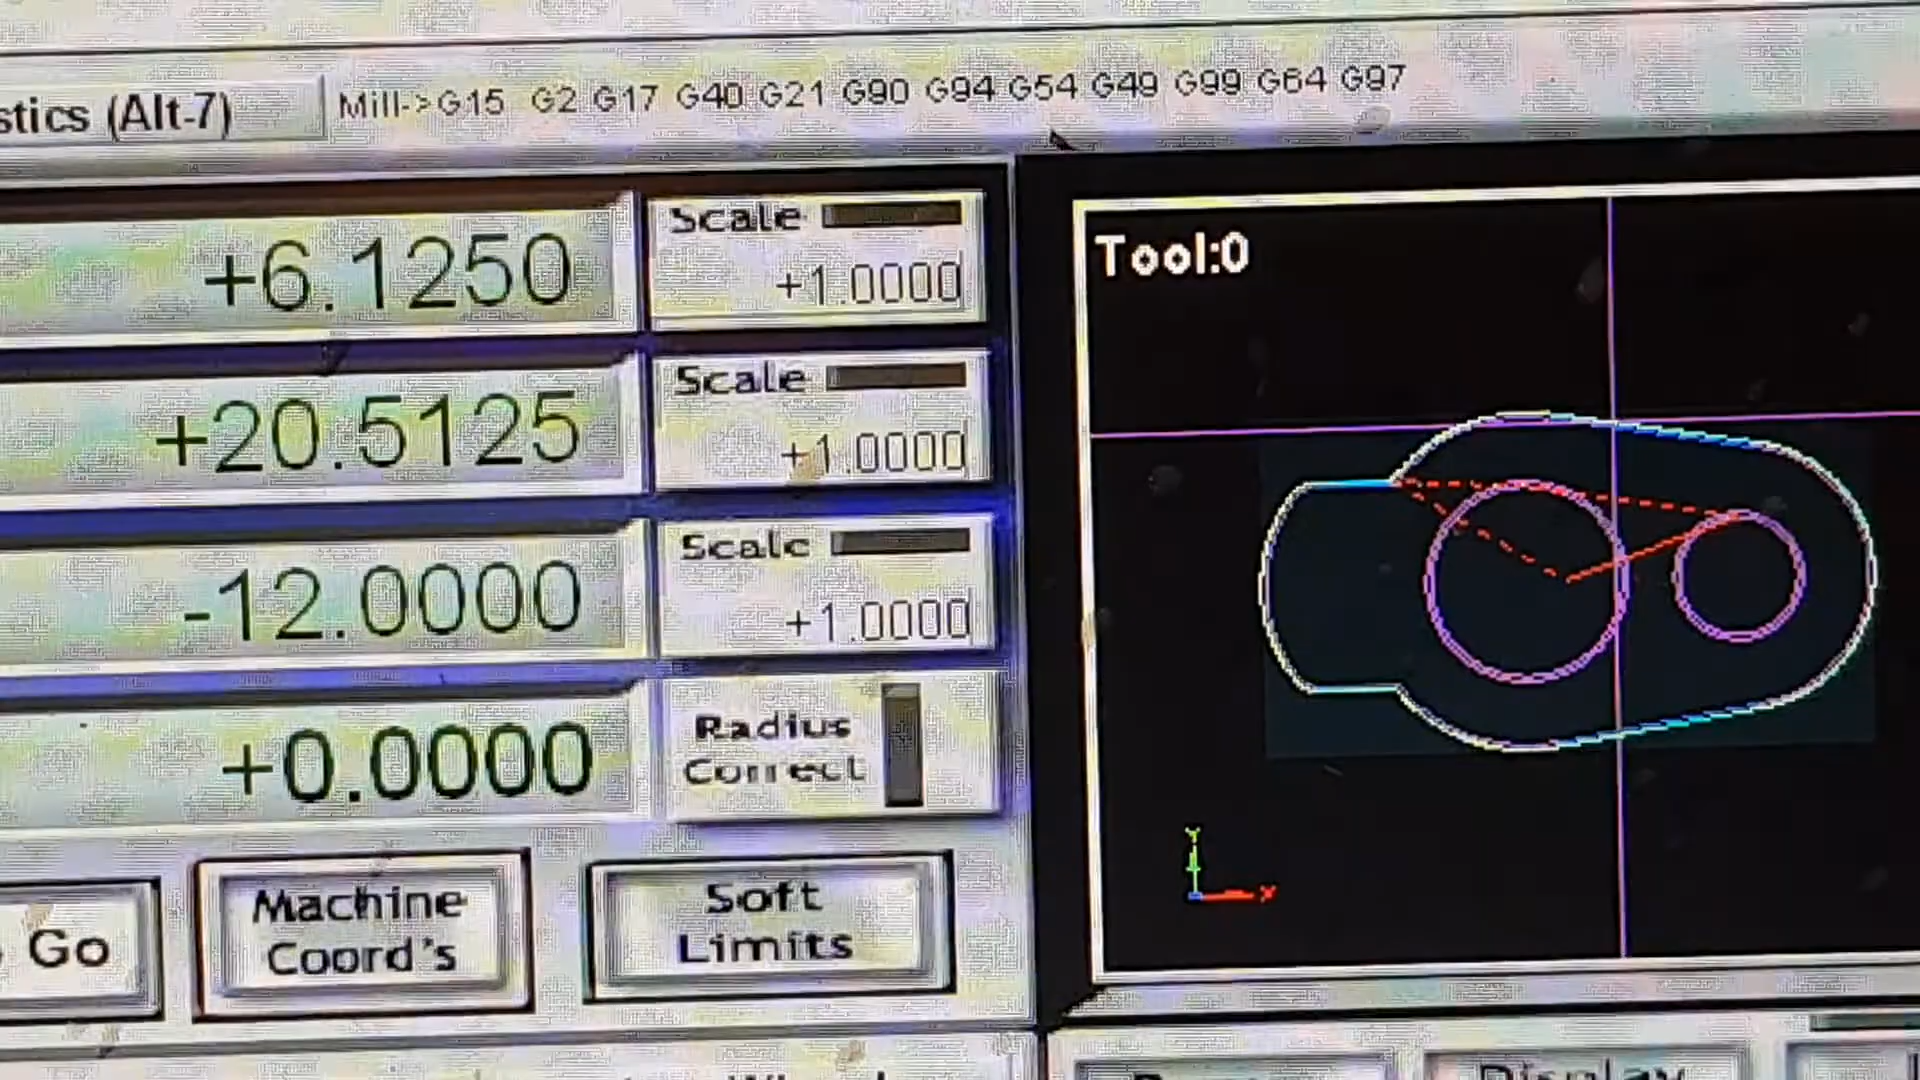 stics (Alt-7)
Mill->G15 G2 G17 G40 G21 G90 G94 G54 G49 G99 G64 G97
+6.1250
Scale
+1.0000
+20.5125
Scale
+1.0000
-12.0000
Scale
+1.0000
+0.0000
Radius
Correct
Go
Machine
Coord's
Soft
Limits
Tool:0
Y
X
Display